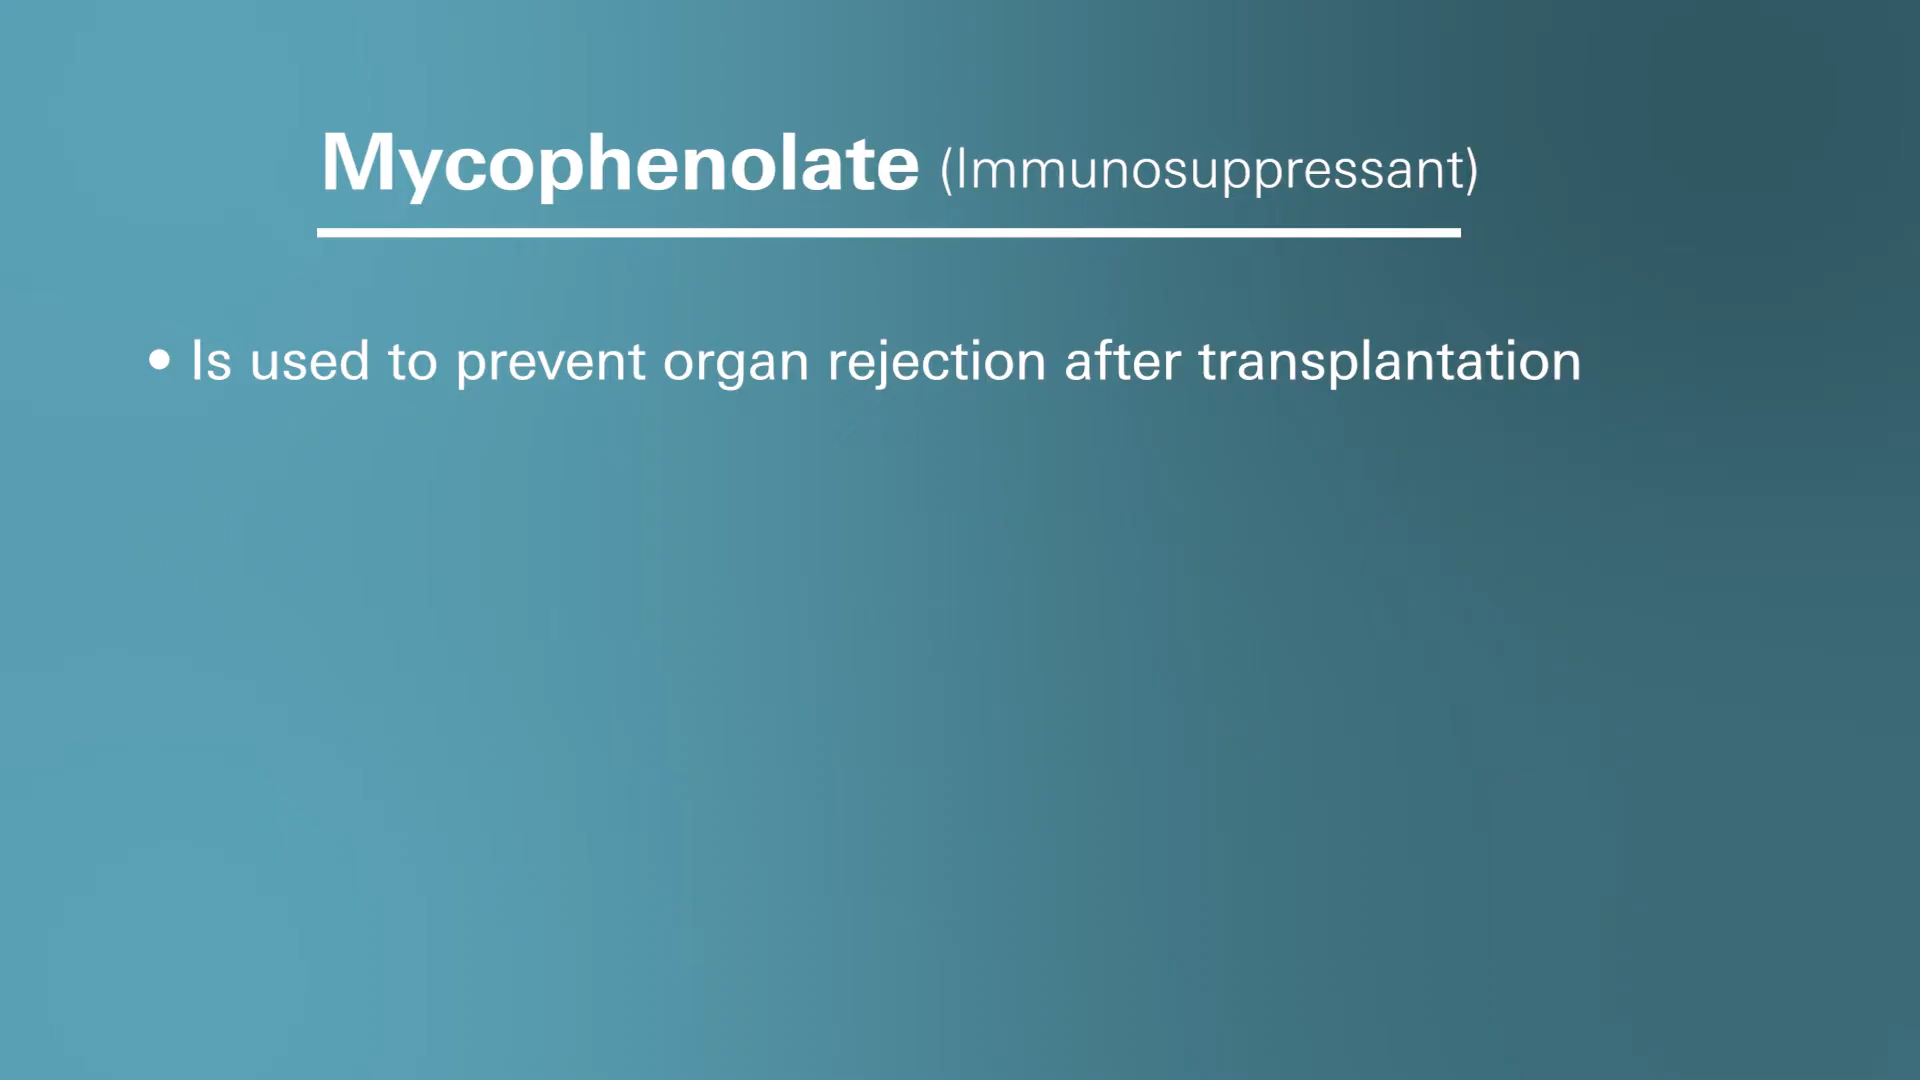 Mycophenolate (Immunosuppressant)
• Is used to prevent organ rejection after transplantation